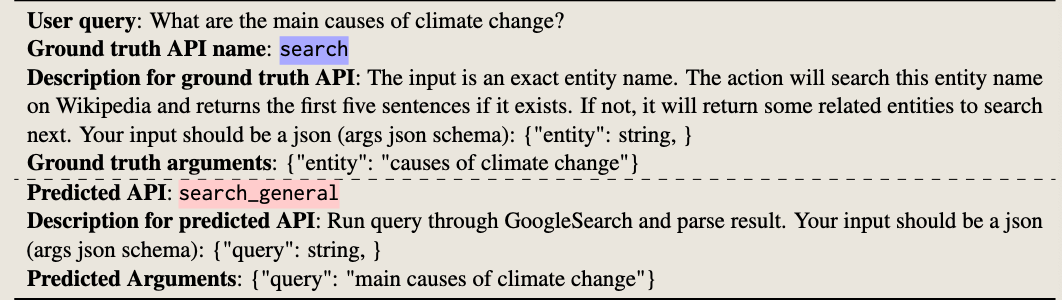 User query: What are the main causes of climate change?
Ground truth API name: search
Description for ground truth API: The input is an exact entity name. The action will search this entity name
on Wikipedia and returns the first five sentences if it exists. If not, it will return some related entities to search
next. Your input should be a json (args json schema): {"entity": string, }
Ground truth arguments: {"entity": "causes of climate change"}
Predicted API: search_general
Description for predicted API: Run query through GoogleSearch and parse result. Your input should be a json
(args json schema): {"query": string, }
Predicted Arguments: {"query": "main causes of climate change"}